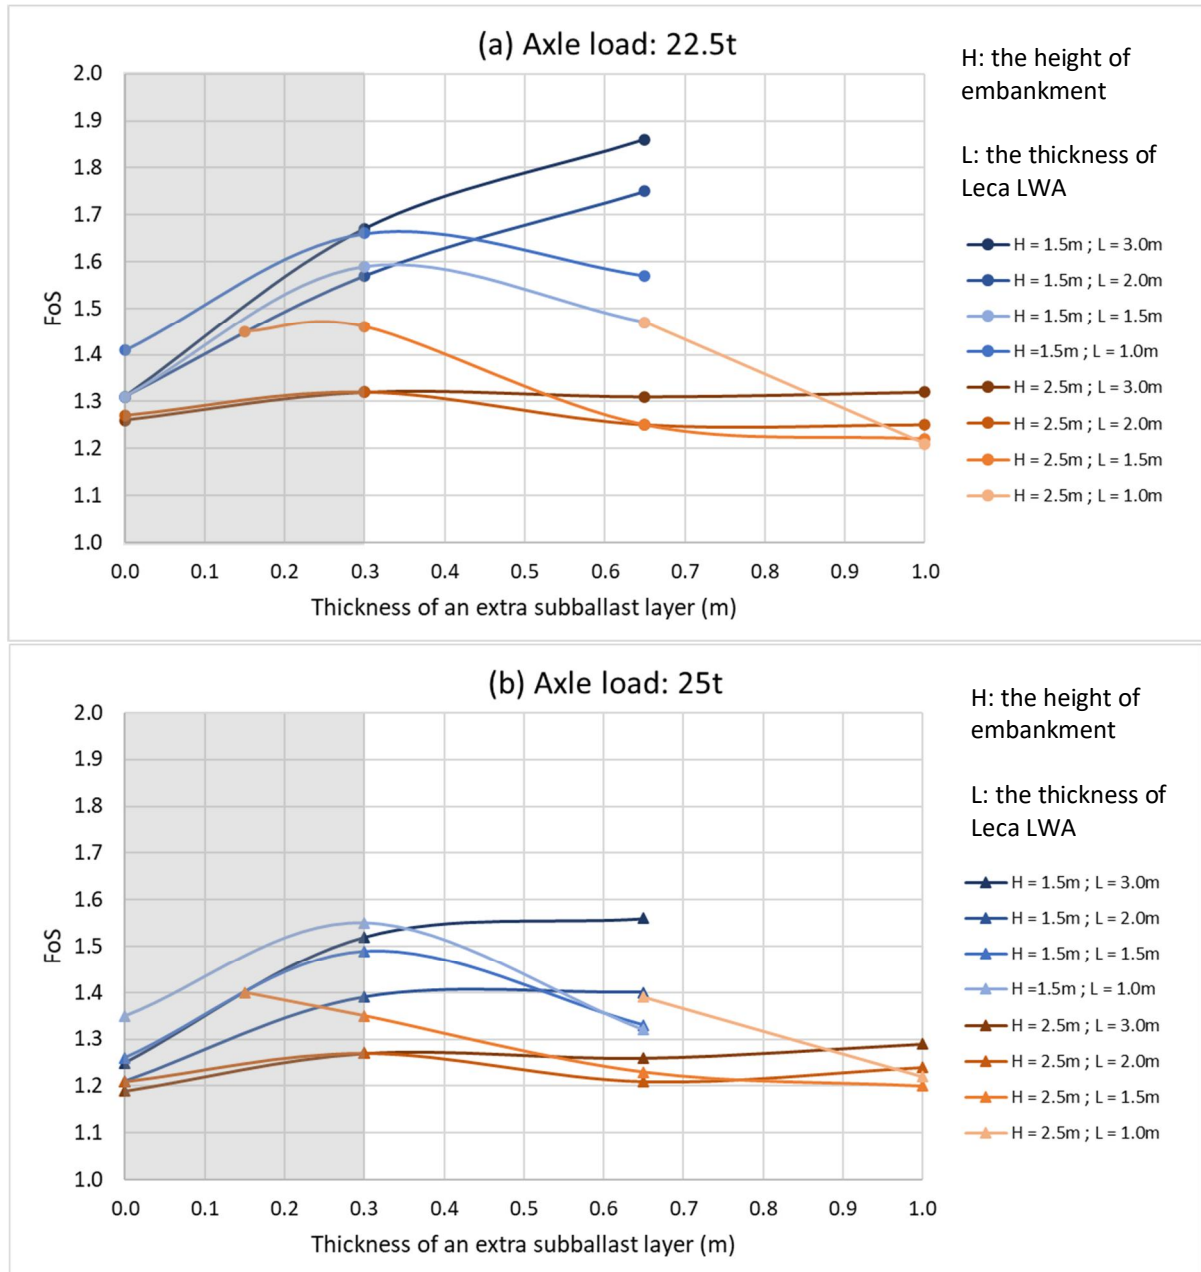 (a) Axle load: 22.5t
H: the height of
embankment
L: the thickness of
Leca LWA
2.0
1.9
1.8
1.7
1.6
1.5
1.4
1.3
1.2
1.1
1.0
FoS
0.0 0.1 0.2 0.3 0.4 0.5 0.6 0.7 0.8 0.9 1.0
Thickness of an extra subballast layer (m)
H = 1.5m ; L = 3.0m
H = 1.5m ; L = 2.0m
H = 1.5m ; L = 1.5m
H =1.5m ; L = 1.0m
H = 2.5m ; L = 3.0m
H = 2.5m ; L = 2.0m
H = 2.5m ; L = 1.5m
H = 2.5m ; L = 1.0m
(b) Axle load: 25t
H: the height of
embankment
L: the thickness of
Leca LWA
2.0
1.9
1.8
1.7
1.6
1.5
1.4
1.3
1.2
1.1
1.0
FoS
0.0 0.1 0.2 0.3 0.4 0.5 0.6 0.7 0.8 0.9 1.0
Thickness of an extra subballast layer (m)
H = 1.5m ; L = 3.0m
H = 1.5m ; L = 2.0m
H = 1.5m ; L = 1.5m
H =1.5m ; L = 1.0m
H = 2.5m ; L = 3.0m
H = 2.5m ; L = 2.0m
H = 2.5m ; L = 1.5m
H = 2.5m ; L = 1.0m